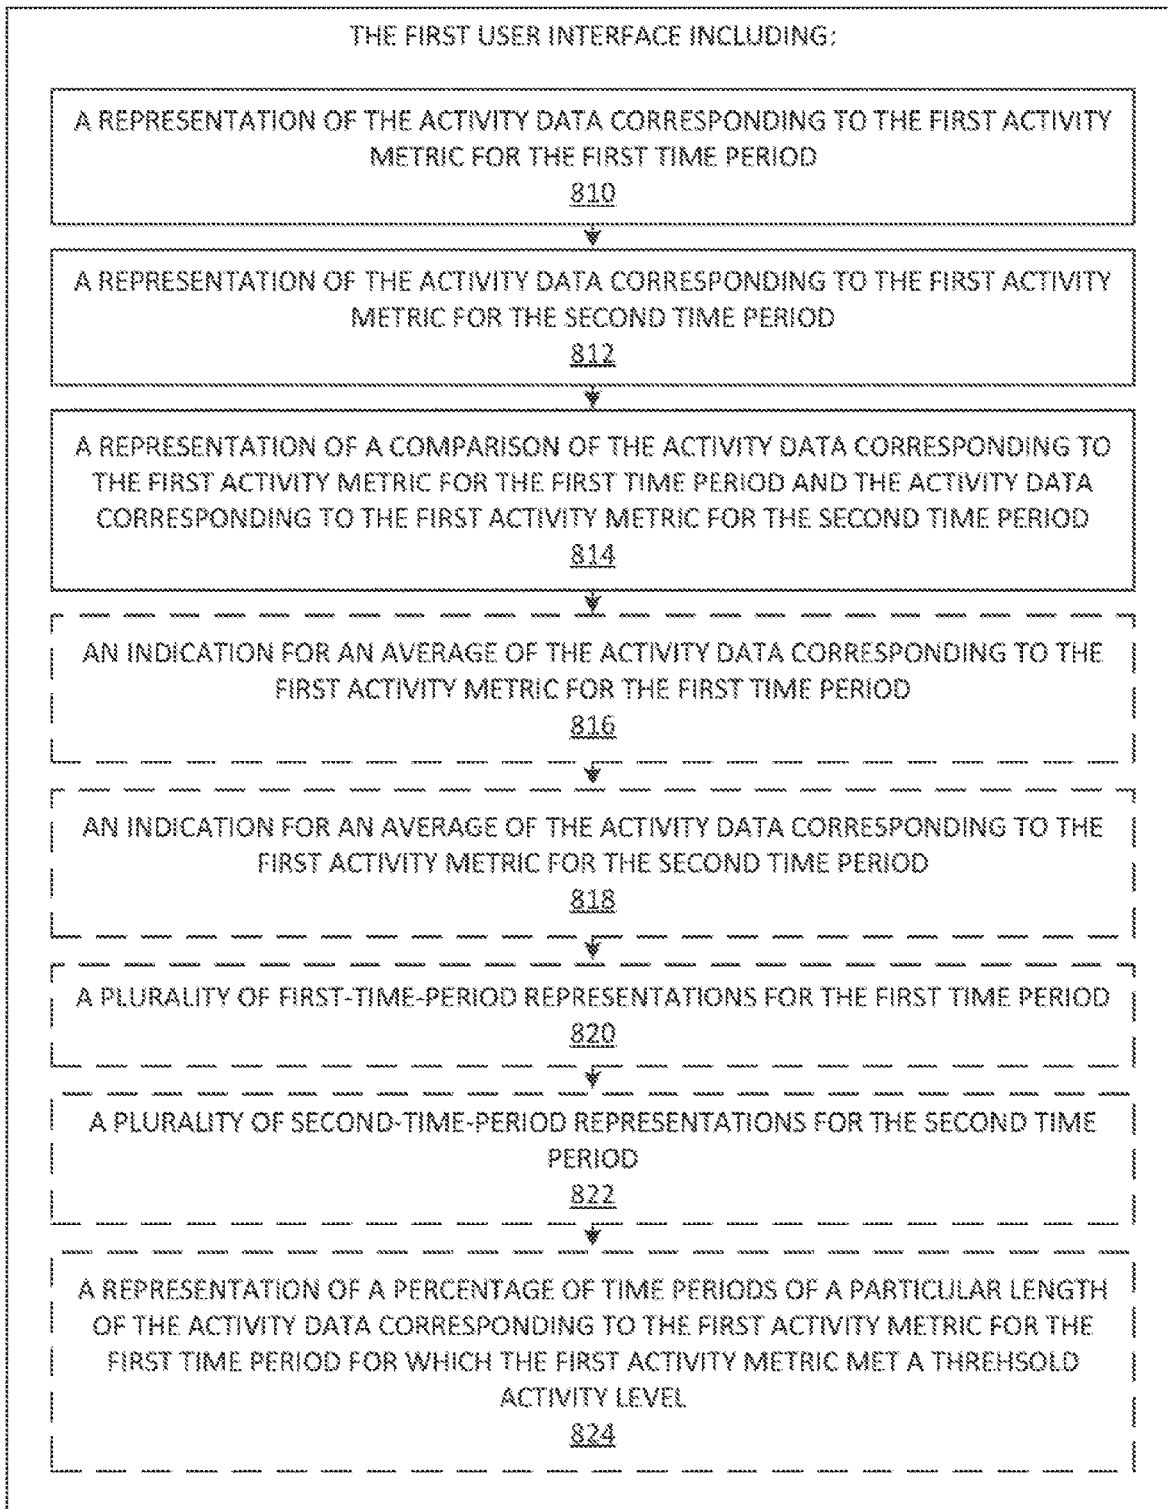 THE FIRST USER INTERFACE INCLUDING:
A REPRESENTATION OF THE ACTIVITY DATA CORRESPONDING TO THE FIRST ACTIVITY
METRIC FOR THE FIRST TIME PERIOD
810
A REPRESENTATION OF THE ACTIVITY DATA CORRESPONDING TO THE FIRST ACTIVITY
METRIC FOR THE SECOND TIME PERIOD
812
A REPRESENTATION OF A COMPARISON OF THE ACTIVITY DATA CORRESPONDING TO
THE FIRST ACTIVITY METRIC FOR THE FIRST TIME PERIOD AND THE ACTIVITY DATA
CORRESPONDING TO THE FIRST ACTIVITY METRIC FOR THE SECOND TIME PERIOD
814
AN INDICATION FOR AN AVERAGE OF THE ACTIVITY DATA CORRESPONDING TO THE
FIRST ACTIVITY METRIC FOR THE FIRST TIME PERIOD
816
AN INDICATION FOR AN AVERAGE OF THE ACTIVITY DATA CORRESPONDING TO THE
FIRST ACTIVITY METRIC FOR THE SECOND TIME PERIOD
818
A PLURALITY OF FIRST-TIME-PERIOD REPRESENTATIONS FOR THE FIRST TIME PERIOD
820
A PLURALITY OF SECOND-TIME-PERIOD REPRESENTATIONS FOR THE SECOND TIME
PERIOD
822
A REPRESENTATION OF A PERCENTAGE OF TIME PERIODS OF A PARTICULAR LENGTH
OF THE ACTIVITY DATA CORRESPONDING TO THE FIRST ACTIVITY METRIC FOR THE
FIRST TIME PERIOD FOR WHICH THE FIRST ACTIVITY METRIC MET A THREHSOLD
ACTIVITY LEVEL
824